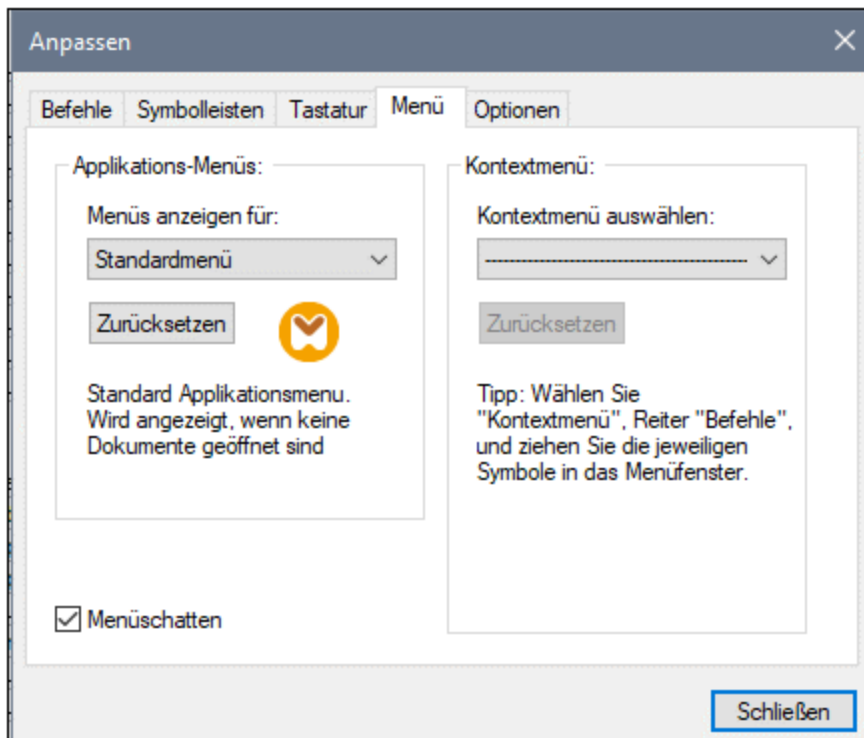 Anpassen
Befehle Symbolleisten Tastatur Menü Optionen
Applikations-Menüs:
Menüs anzeigen für:
Standardmenü
Zurücksetzen
Standard Applikationsmenu.
Wird angezeigt, wenn keine
Dokumente geöffnet sind
Kontextmenü:
Kontextmenü auswählen:
Zurücksetzen
Tipp: Wählen Sie
"Kontextmenü", Reiter "Befehle",
und ziehen Sie die jeweiligen
Symbole in das Menüfenster.
Menüschatten
Schließen